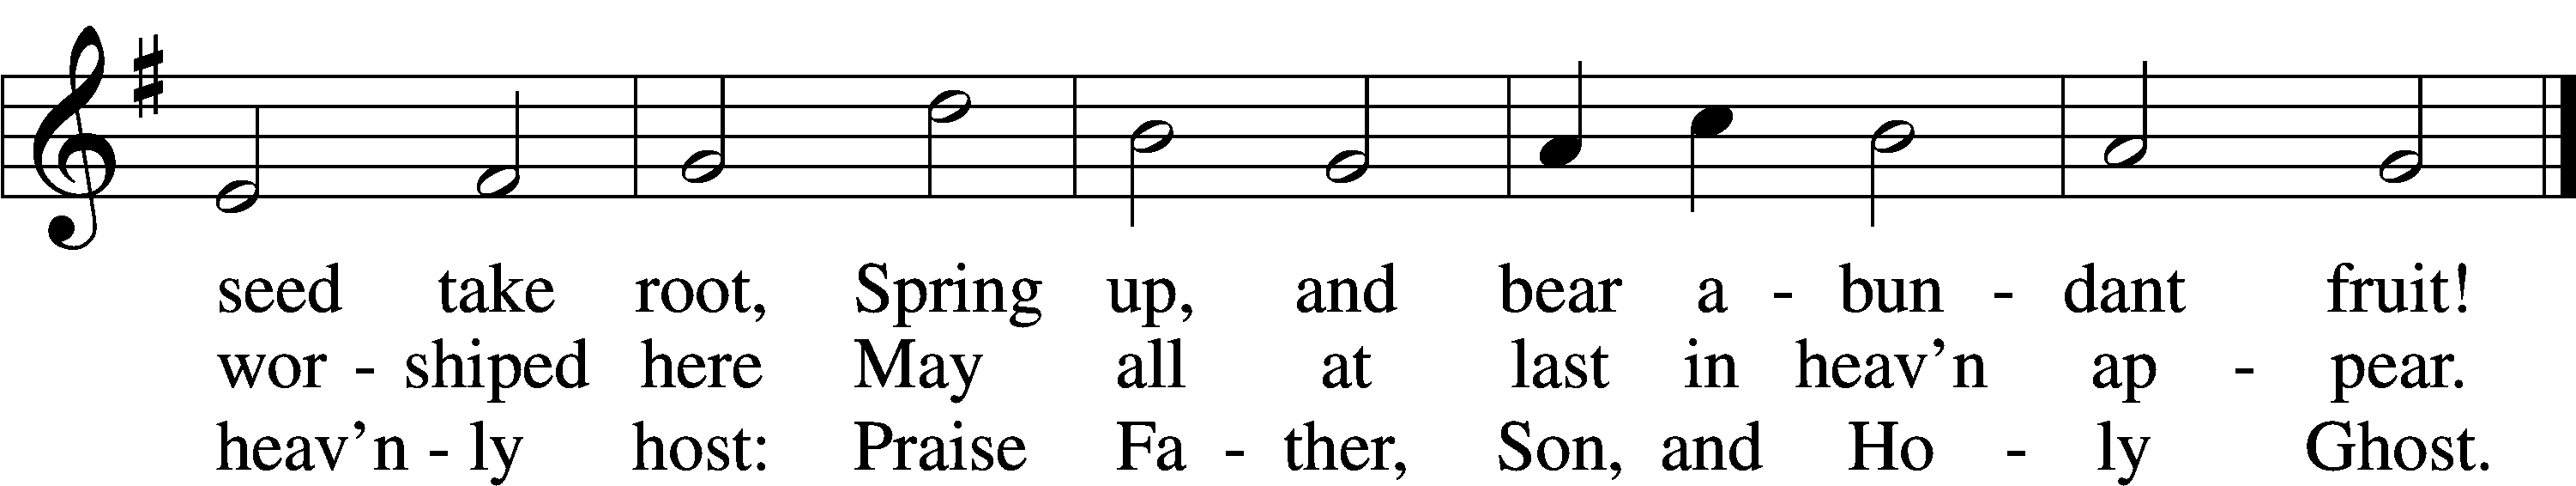 seed take root, Spring up, and bear a - bun - dant fruit!
wor - shiped here May all at last in heav’n ap - pear.
heav’n - ly host: Praise Fa - ther, Son, and Ho - ly Ghost.